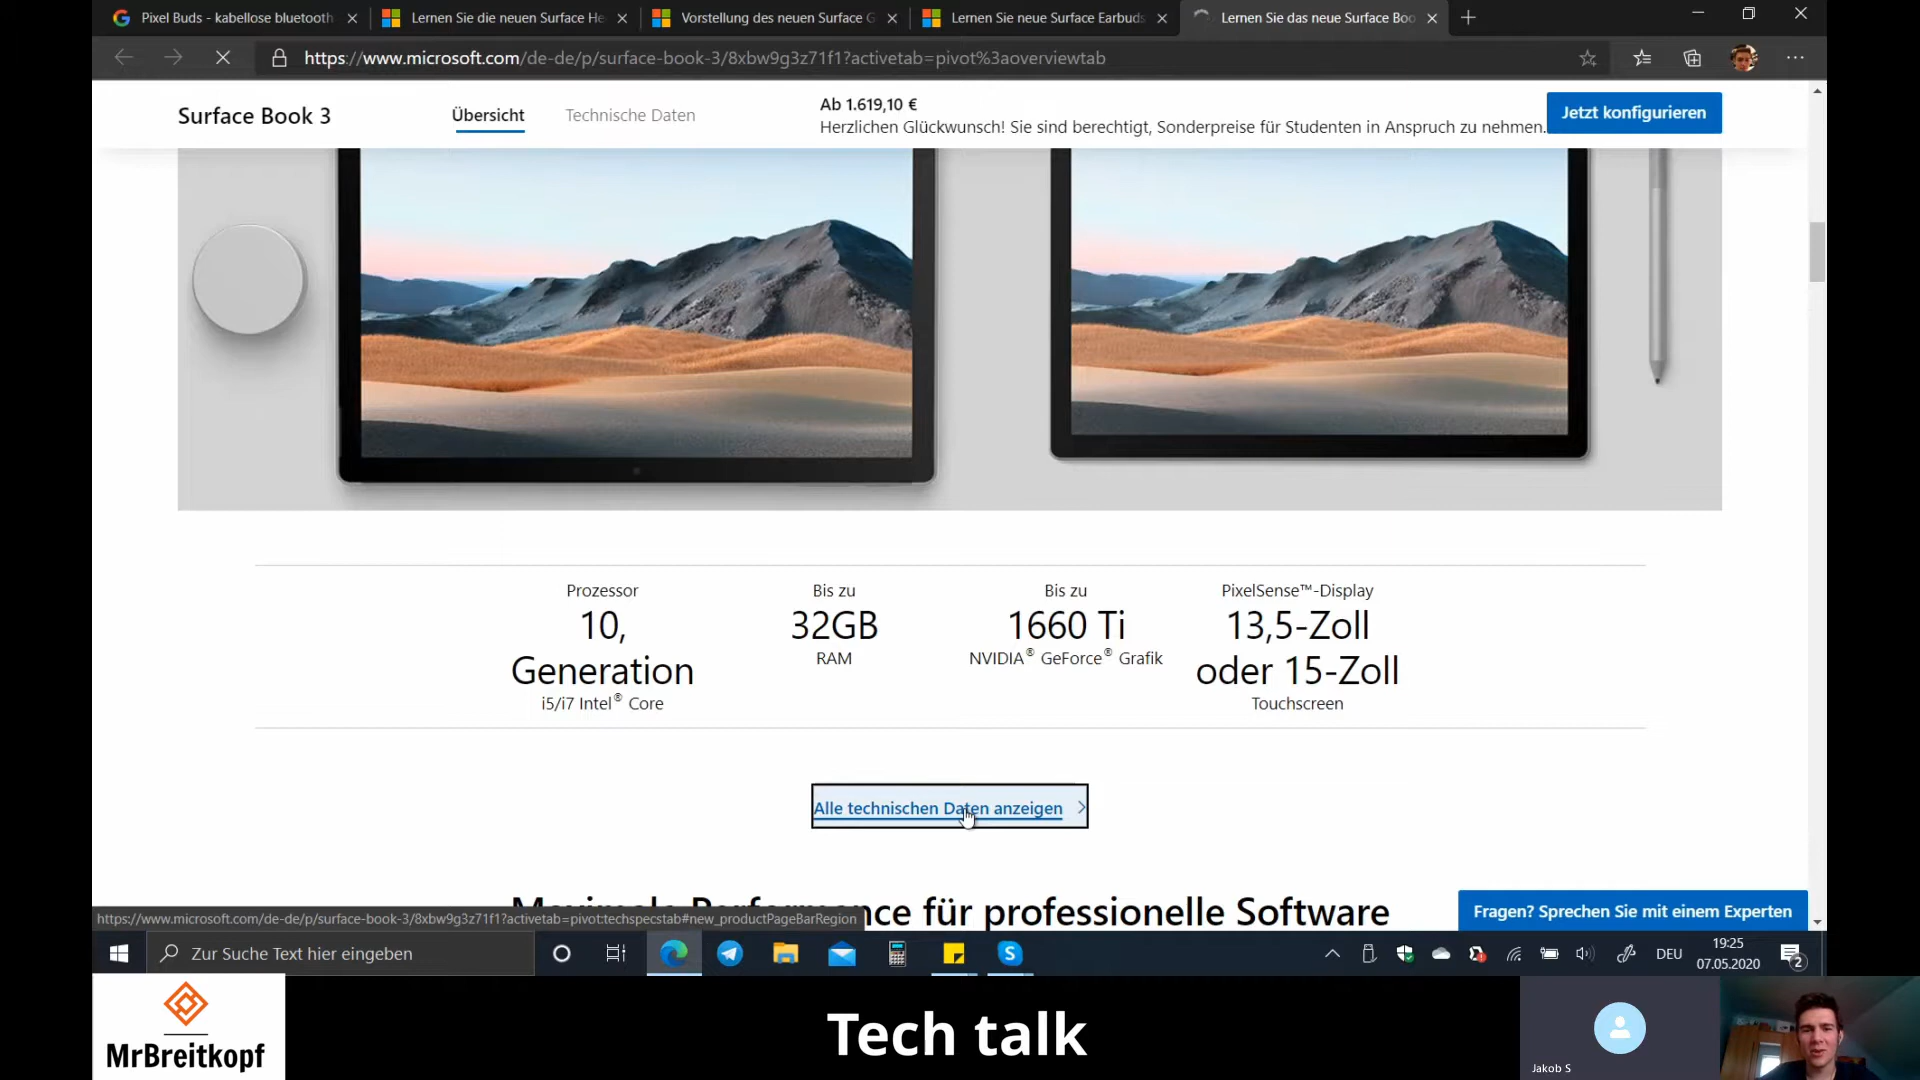 Pixel Buds - kabellose bluetooth
Lernen Sie die neuen Surface He
Vorstellung des neuen Surface G
Lernen Sie neue Surface Earbuds
Lernen Sie das neue Surface Boo
https://www.microsoft.com/de-de/p/surface-book-3/8xbw9g3z71f1?activetab=pivot%3aoverviewtab
Surface Book 3
Übersicht
Technische Daten
Ab 1.619,10 €
Herzlichen Glückwunsch! Sie sind berechtigt, Sonderpreise für Studenten in Anspruch zu nehmen.
Jetzt konfigurieren
Prozessor
10,
Generation
i5/i7 Intel® Core
Bis zu
32GB
RAM
Bis zu
1660 Ti
NVIDIA® GeForce® Grafik
PixelSense™-Display
13,5-Zoll
oder 15-Zoll
Touchscreen
Alle technischen Daten anzeigen
Maximale Performance für professionelle Software
Fragen? Sprechen Sie mit einem Experten
https://www.microsoft.com/de-de/p/surface-book-3/8xbw9g3z71f1?activetab=pivot:techspecstab#new_productPageBarRegion
Zur Suche Text hier eingeben
DEU
19:25
07.05.2020
2
MrBreitkopf
Tech talk
Jakob S